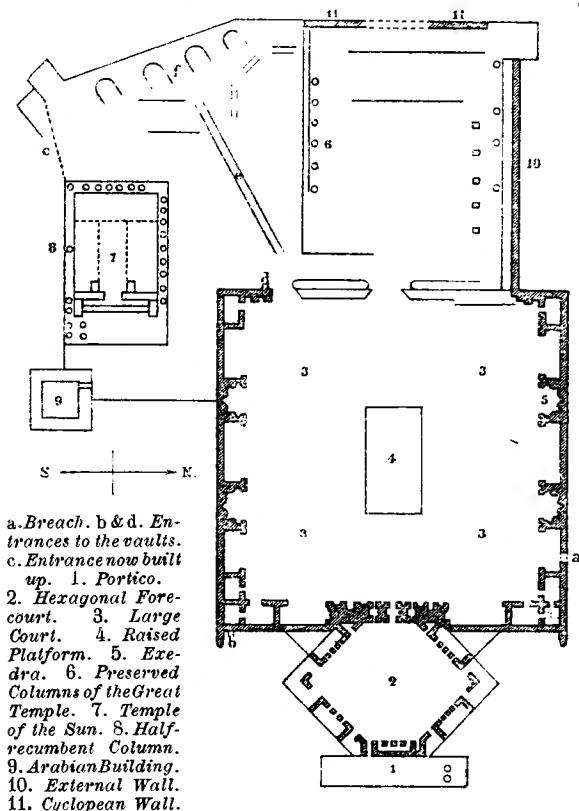 11 11
f
6
10
c
e
8
7
d
3 3
9
5
4
S N.
3 3
a
b
2
1
a. Breach. b & d. En-
trances to the vaults.
c. Entrance now built
up. 1. Portico.
2. Hexagonal Fore-
court. 3. Large
Court. 4. Raised
Platform. 5. Exe-
dra. 6. Preserved
Columns of the Great
Temple. 7. Temple
of the Sun. 8. Half-
recumbent Column.
9. Arabian Building.
10. External Wall.
11. Cyclopean Wall.